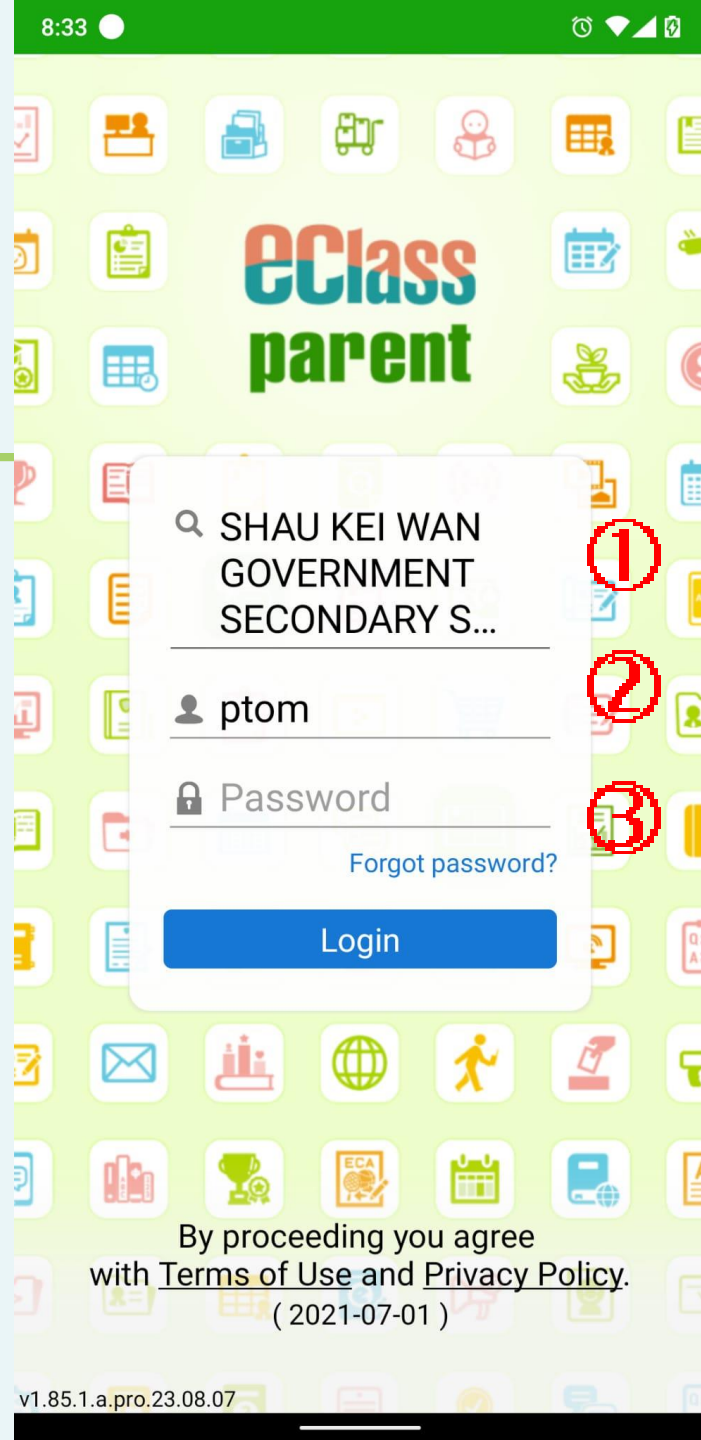 8:33
eClass
parent
SHAU KEI WAN
GOVERNMENT
SECONDARY S...
①
ptom
②
Password
③
Forgot password?
Login
ECA
By proceeding you agree
with Terms of Use and Privacy Policy.
( 2021-07-01 )
v1.85.1.a.pro.23.08.07